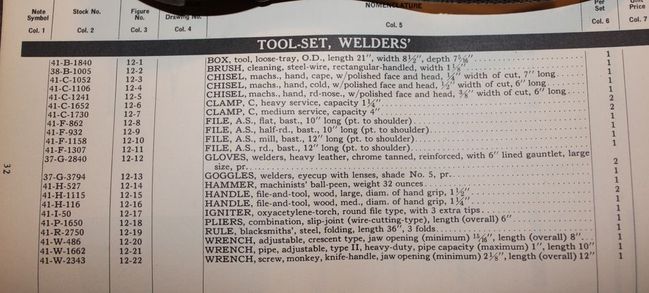 Note Symbol Stock No. Figure No. Drawing No. NOMENCLATURE Per Set Unit Price
Col. 1 Col. 2 Col. 3 Col. 4 Col. 5 Col. 6 Col. 7
TOOL-SET, WELDERS'
41-B-1840 12-1 BOX, tool, loose-tray, O.D., length 21", width 8½", depth 7⁵⁄₁₆" 1
38-B-1005 12-2 BRUSH, cleaning, steel-wire, rectangular-handled, width 1⅛" 1
41-C-1052 12-3 CHISEL, machs., hand, cape, w/polished face and head, ¼" width of cut, 7" long 1
41-C-1106 12-4 CHISEL, machs., hand, cold, w/polished face and head, ½" width of cut, 6" long 1
41-C-1241 12-5 CHISEL, machs., hand, rd-nose., w/polished face and head, ⅜" width of cut, 6" long 1
41-C-1652 12-6 CLAMP, C, heavy service, capacity 1¼" 2
41-C-1730 12-7 CLAMP, C, medium service, capacity 4" 2
41-F-862 12-8 FILE, A.S., flat, bast., 10" long (pt. to shoulder) 1
41-F-932 12-9 FILE, A.S., half-rd., bast., 10" long (pt. to shoulder) 1
41-F-1158 12-10 FILE, A.S., mill, bast., 12" long (pt. to shoulder) 1
41-F-1307 12-11 FILE, A.S., rd., bast., 12" long (pt. to shoulder) 1
37-G-2840 12-12 GLOVES, welders, heavy leather, chrome tanned, reinforced, with 6" lined gauntlet, large
size, pr. 2
37-G-3794 12-13 GOGGLES, welders, eyecup with lenses, shade No. 5, pr. 1
41-H-527 12-14 HAMMER, machinists' ball-peen, weight 32 ounces 1
41-H-1115 12-15 HANDLE, file-and-tool, wood, large, diam. of hand grip, 1½" 2
41-H-116 12-16 HANDLE, file-and-tool, wood, med., diam. of hand grip, 1¼" 1
41-I-50 12-17 IGNITER, oxyacetylene-torch, round file type, with 3 extra tips 1
41-P-1650 12-18 PLIERS, combination, slip-joint (wire-cutting-type), length (overall) 6" 1
41-R-2750 12-19 RULE, blacksmiths', steel, folding, length 36", 3 folds 1
41-W-486 12-20 WRENCH, adjustable, crescent type, jaw opening (minimum) ¹⁵⁄₁₆", length (overall) 8" 1
41-W-1662 12-21 WRENCH, pipe, adjustable, type II, heavy-duty, pipe capacity (maximum) 1", length 10" 1
41-W-2343 12-22 WRENCH, screw, monkey, knife-handle, jaw opening (minimum) 2⅛", length (overall) 12" 1
32